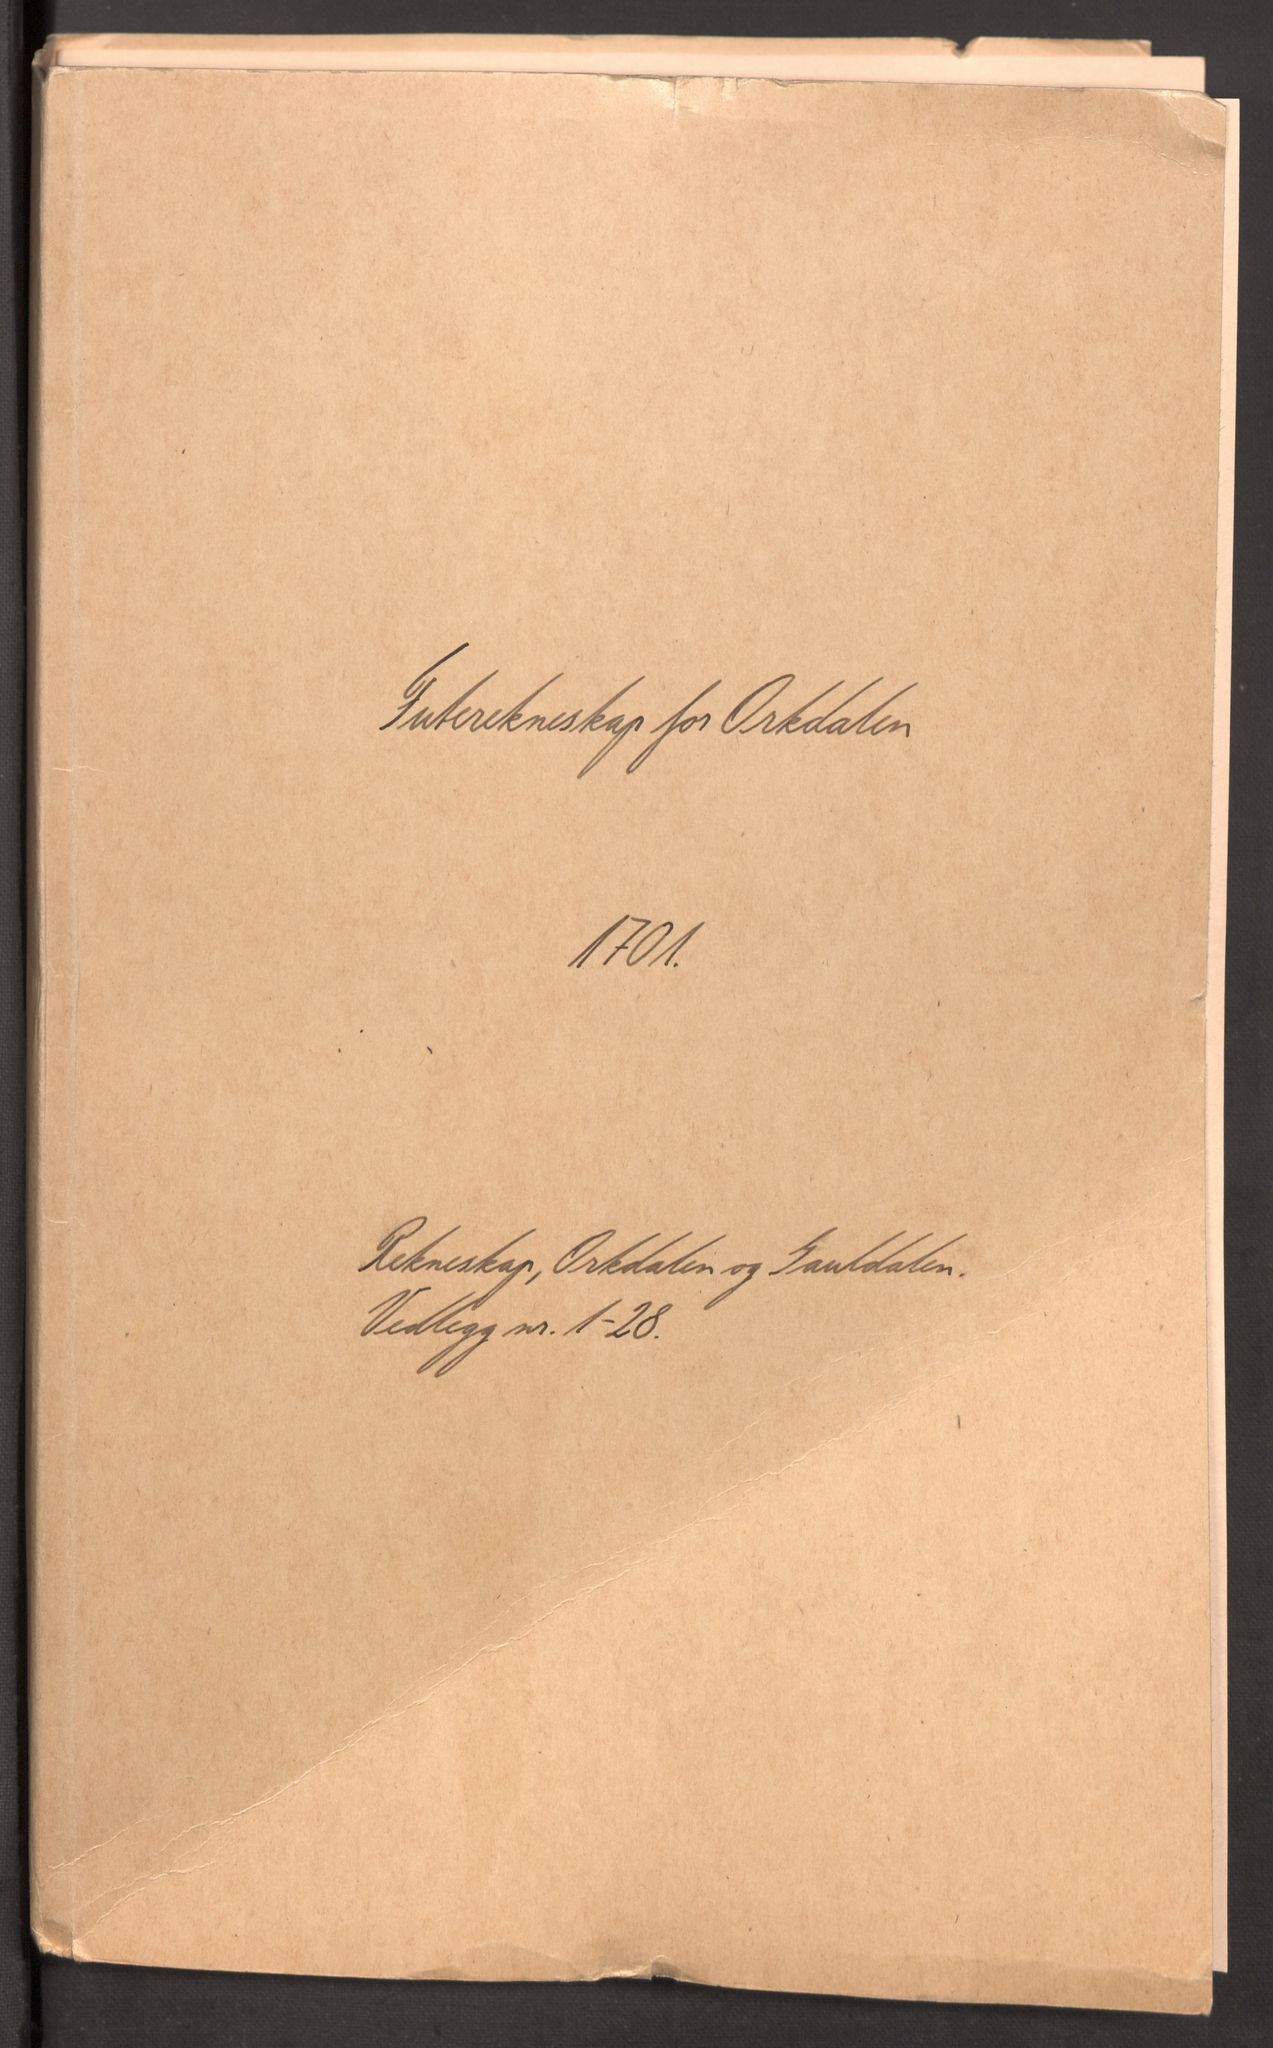 Futerekneskap for Orkdalen
1701.
Rekneskap, Orkdalen og Gauldalen.
Vedlegg nr. 1-28.